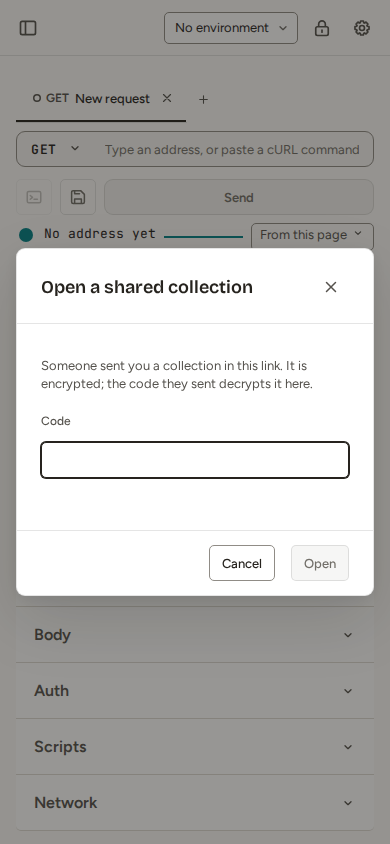 No environment
GET New request
GET Type an address, or paste a cURL command
Send
No address yet From this page
Open a shared collection
Someone sent you a collection in this link. It is
encrypted; the code they sent decrypts it here.
Code
Cancel Open
Body
Auth
Scripts
Network